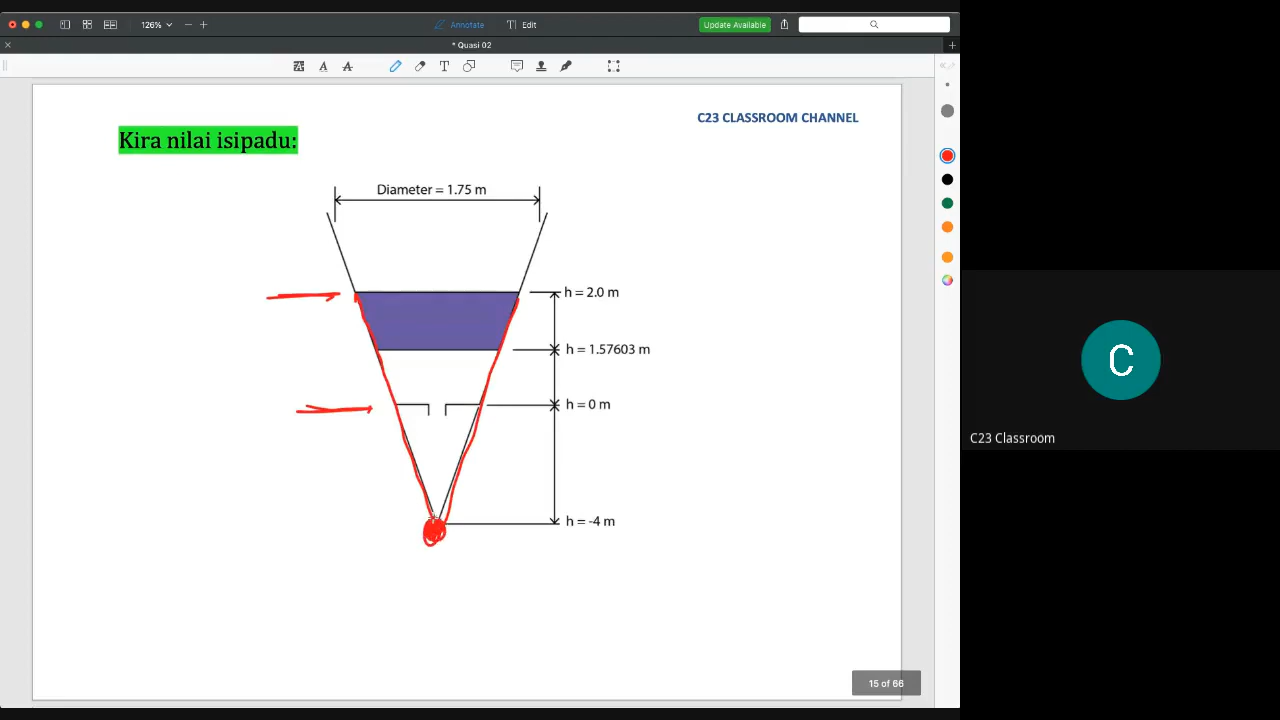 126%
Annotate
Edit
Update Available
* Quasi 02
C23 CLASSROOM CHANNEL
Kira nilai isipadu:
Diameter = 1.75 m
h = 2.0 m
h = 1.57603 m
h = 0 m
h = -4 m
C
C23 Classroom
15 of 66